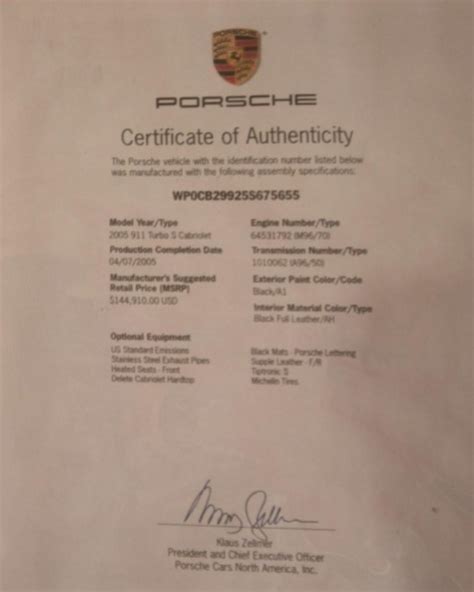 PORSCHE
Certificate of Authenticity
The Porsche vehicle with the identification number listed below
was manufactured with the following assembly specifications:
WP0CB29925S675655
Model Year/Type
2005 911 Turbo S Cabriolet
Production Completion Date
04/07/2005
Manufacturer's Suggested
Retail Price (MSRP)
$144,910.00 USD
Engine Number/Type
64531792 (M96/70)
Transmission Number/Type
1010062 (A96/50)
Exterior Paint Color/Code
Black/A1
Interior Material Color/Type
Black Full Leather/AH
Optional Equipment
US Standard Emissions
Stainless Steel Exhaust Pipes
Heated Seats - Front
Delete Cabriolet Hardtop
Black Mats - Porsche Lettering
Supple Leather - F/R
Tiptronic S
Michelin Tires
Klaus Zellmer
President and Chief Executive Officer
Porsche Cars North America, Inc.